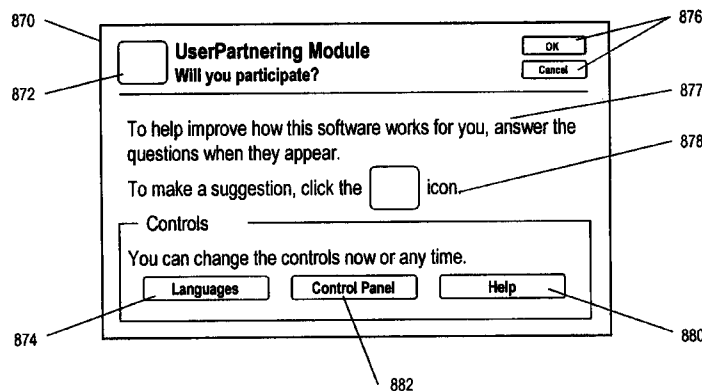 870
876
UserPartnering Module
OK
Will you participate?
Cancel
872
877
To help improve how this software works for you, answer the
questions when they appear.
878
To make a suggestion, click the icon.
Controls
You can change the controls now or any time.
Languages
Control Panel
Help
874
880
882